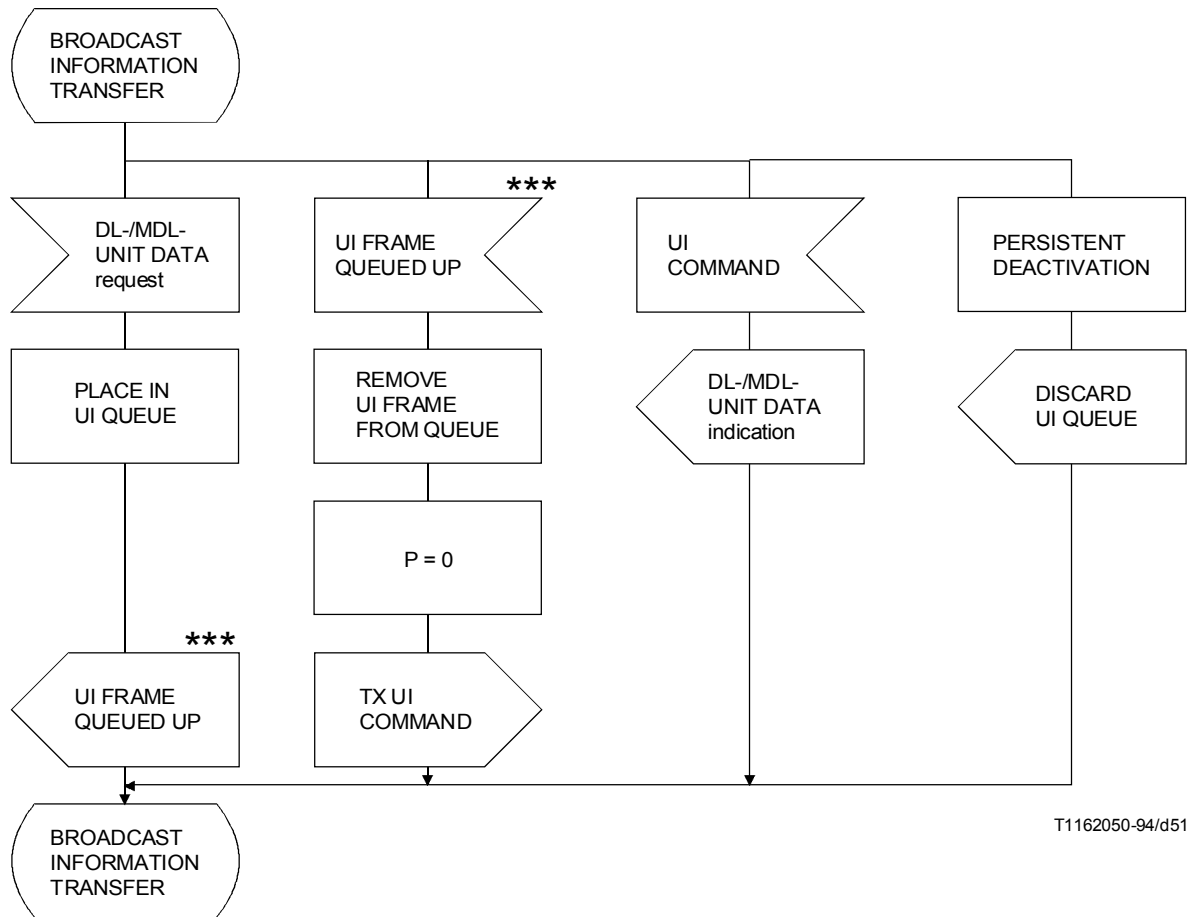 BROADCAST
INFORMATION
TRANSFER
***
DL-/MDL-
UNIT DATA
request
UI FRAME
QUEUED UP
UI
COMMAND
PERSISTENT
DEACTIVATION
PLACE IN
UI QUEUE
REMOVE
UI FRAME
FROM QUEUE
DL-/MDL-
UNIT DATA
indication
DISCARD
UI QUEUE
P = 0
***
UI FRAME
QUEUED UP
TX UI
COMMAND
BROADCAST
INFORMATION
TRANSFER
T1162050-94/d51